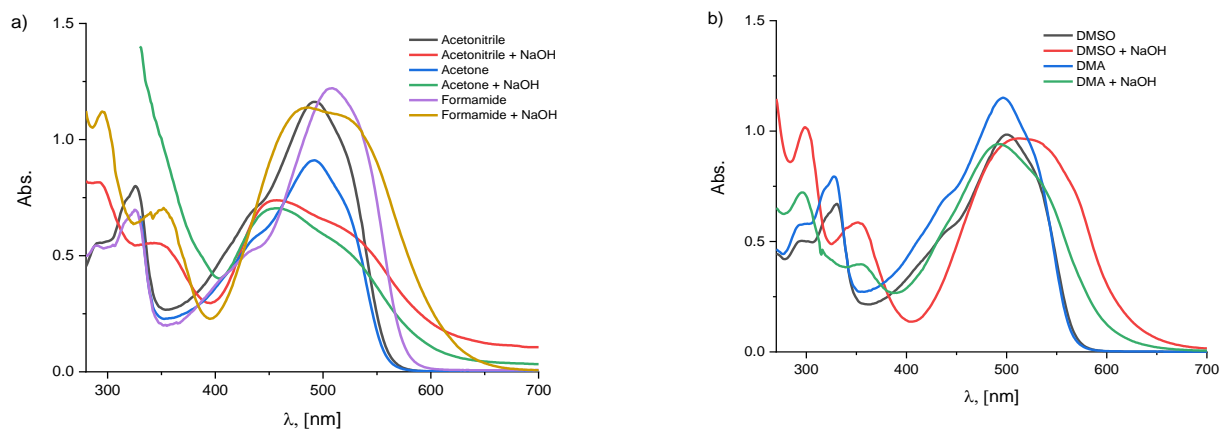 a)
1.5
1.0
0.5
0.0
Abs.
300
400
500
600
700
λ, [nm]
Acetonitrile
Acetonitrile + NaOH
Acetone
Acetone + NaOH
Formamide
Formamide + NaOH
b)
1.5
1.0
0.5
0.0
Abs.
300
400
500
600
700
λ, [nm]
DMSO
DMSO + NaOH
DMA
DMA + NaOH